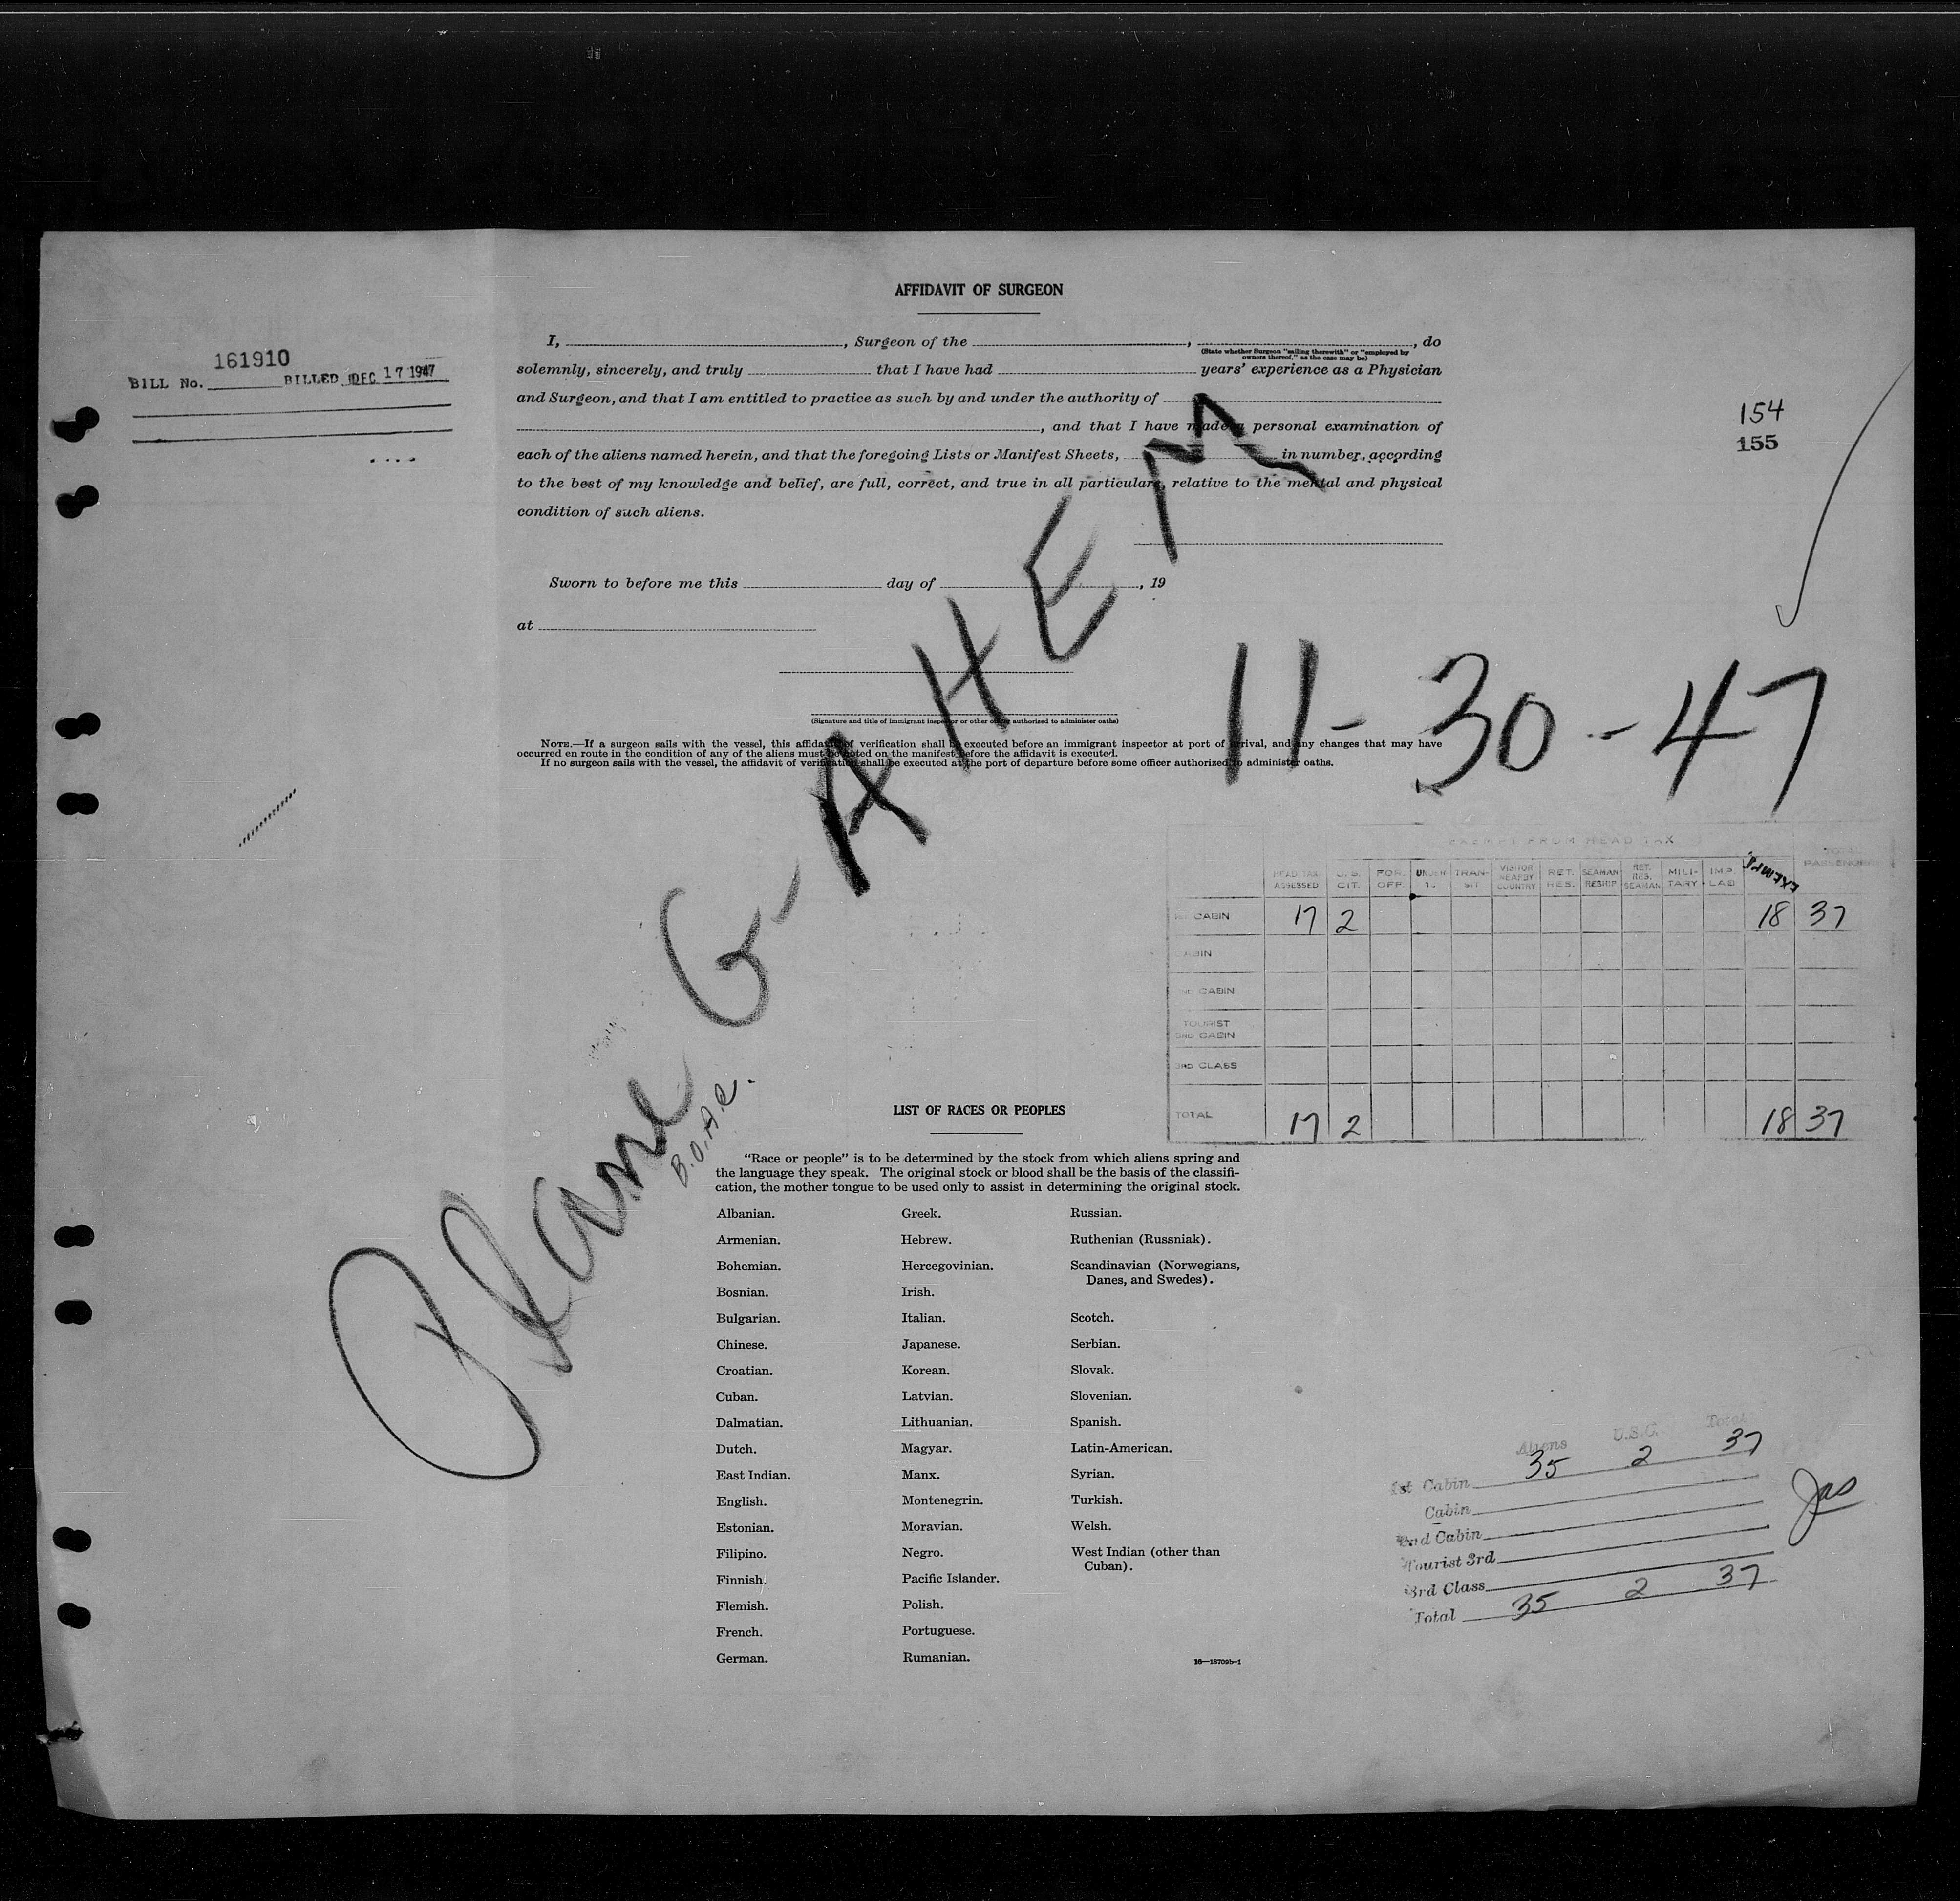 AFFIDAVIT OF SURGEON
I, , Surgeon of the , , do
(State whether Surgeon "sailing therewith" or "employed by
owners thereof," as the case may be)
solemnly, sincerely, and truly that I have had years' experience as a Physician
and Surgeon, and that I am entitled to practice as such by and under the authority of
, and that I have made a personal examination of
each of the aliens named herein, and that the foregoing Lists or Manifest Sheets, in number, according
to the best of my knowledge and belief, are full, correct, and true in all particulars, relative to the mental and physical
condition of such aliens.
Sworn to before me this day of , 19
at
(Signature and title of immigrant inspector or other officer authorized to administer oaths)
NOTE.—If a surgeon sails with the vessel, this affidavit of verification shall be executed before an immigrant inspector at port of arrival, and any changes that may have
occurred en route in the condition of any of the aliens must be noted on the manifest before the affidavit is executed.
If no surgeon sails with the vessel, the affidavit of verification shall be executed at the port of departure before some officer authorized to administer oaths.
161910
BILL No. BILLED DEC 17 1947
154
155
Plane G-AHEM
B.O.A.C.
11-30-47
EXEMPT FROM HEAD TAX
HEAD TAX ASSESSED U.S. CIT. FOR. OFF. UNDER TRAN-SIT VISITOR NEARBY COUNTRY RET. RES. SEAMAN RESHIP RET. RES. SEAMAN MILI-TARY IMP. LAB EXEMPT. TOTAL PASSENGERS
CABIN 17 2 18 37
CABIN
2ND CABIN
TOURIST
3RD CABIN
3RD CLASS
TOTAL 17 2 18 37
LIST OF RACES OR PEOPLES
"Race or people" is to be determined by the stock from which aliens spring and
the language they speak. The original stock or blood shall be the basis of the classifi-
cation, the mother tongue to be used only to assist in determining the original stock.
Albanian.
Armenian.
Bohemian.
Bosnian.
Bulgarian.
Chinese.
Croatian.
Cuban.
Dalmatian.
Dutch.
East Indian.
English.
Estonian.
Filipino.
Finnish.
Flemish.
French.
German.
Greek.
Hebrew.
Hercegovinian.
Irish.
Italian.
Japanese.
Korean.
Latvian.
Lithuanian.
Magyar.
Manx.
Montenegrin.
Moravian.
Negro.
Pacific Islander.
Polish.
Portuguese.
Rumanian.
Russian.
Ruthenian (Russniak).
Scandinavian (Norwegians,
Danes, and Swedes).
Scotch.
Serbian.
Slovak.
Slovenian.
Spanish.
Latin-American.
Syrian.
Turkish.
Welsh.
West Indian (other than
Cuban).
16—18709b-1
Aliens U.S.C. Total
1st Cabin 35 2 37
Cabin
2nd Cabin
Tourist 3rd
3rd Class
Total 35 2 37
Jas